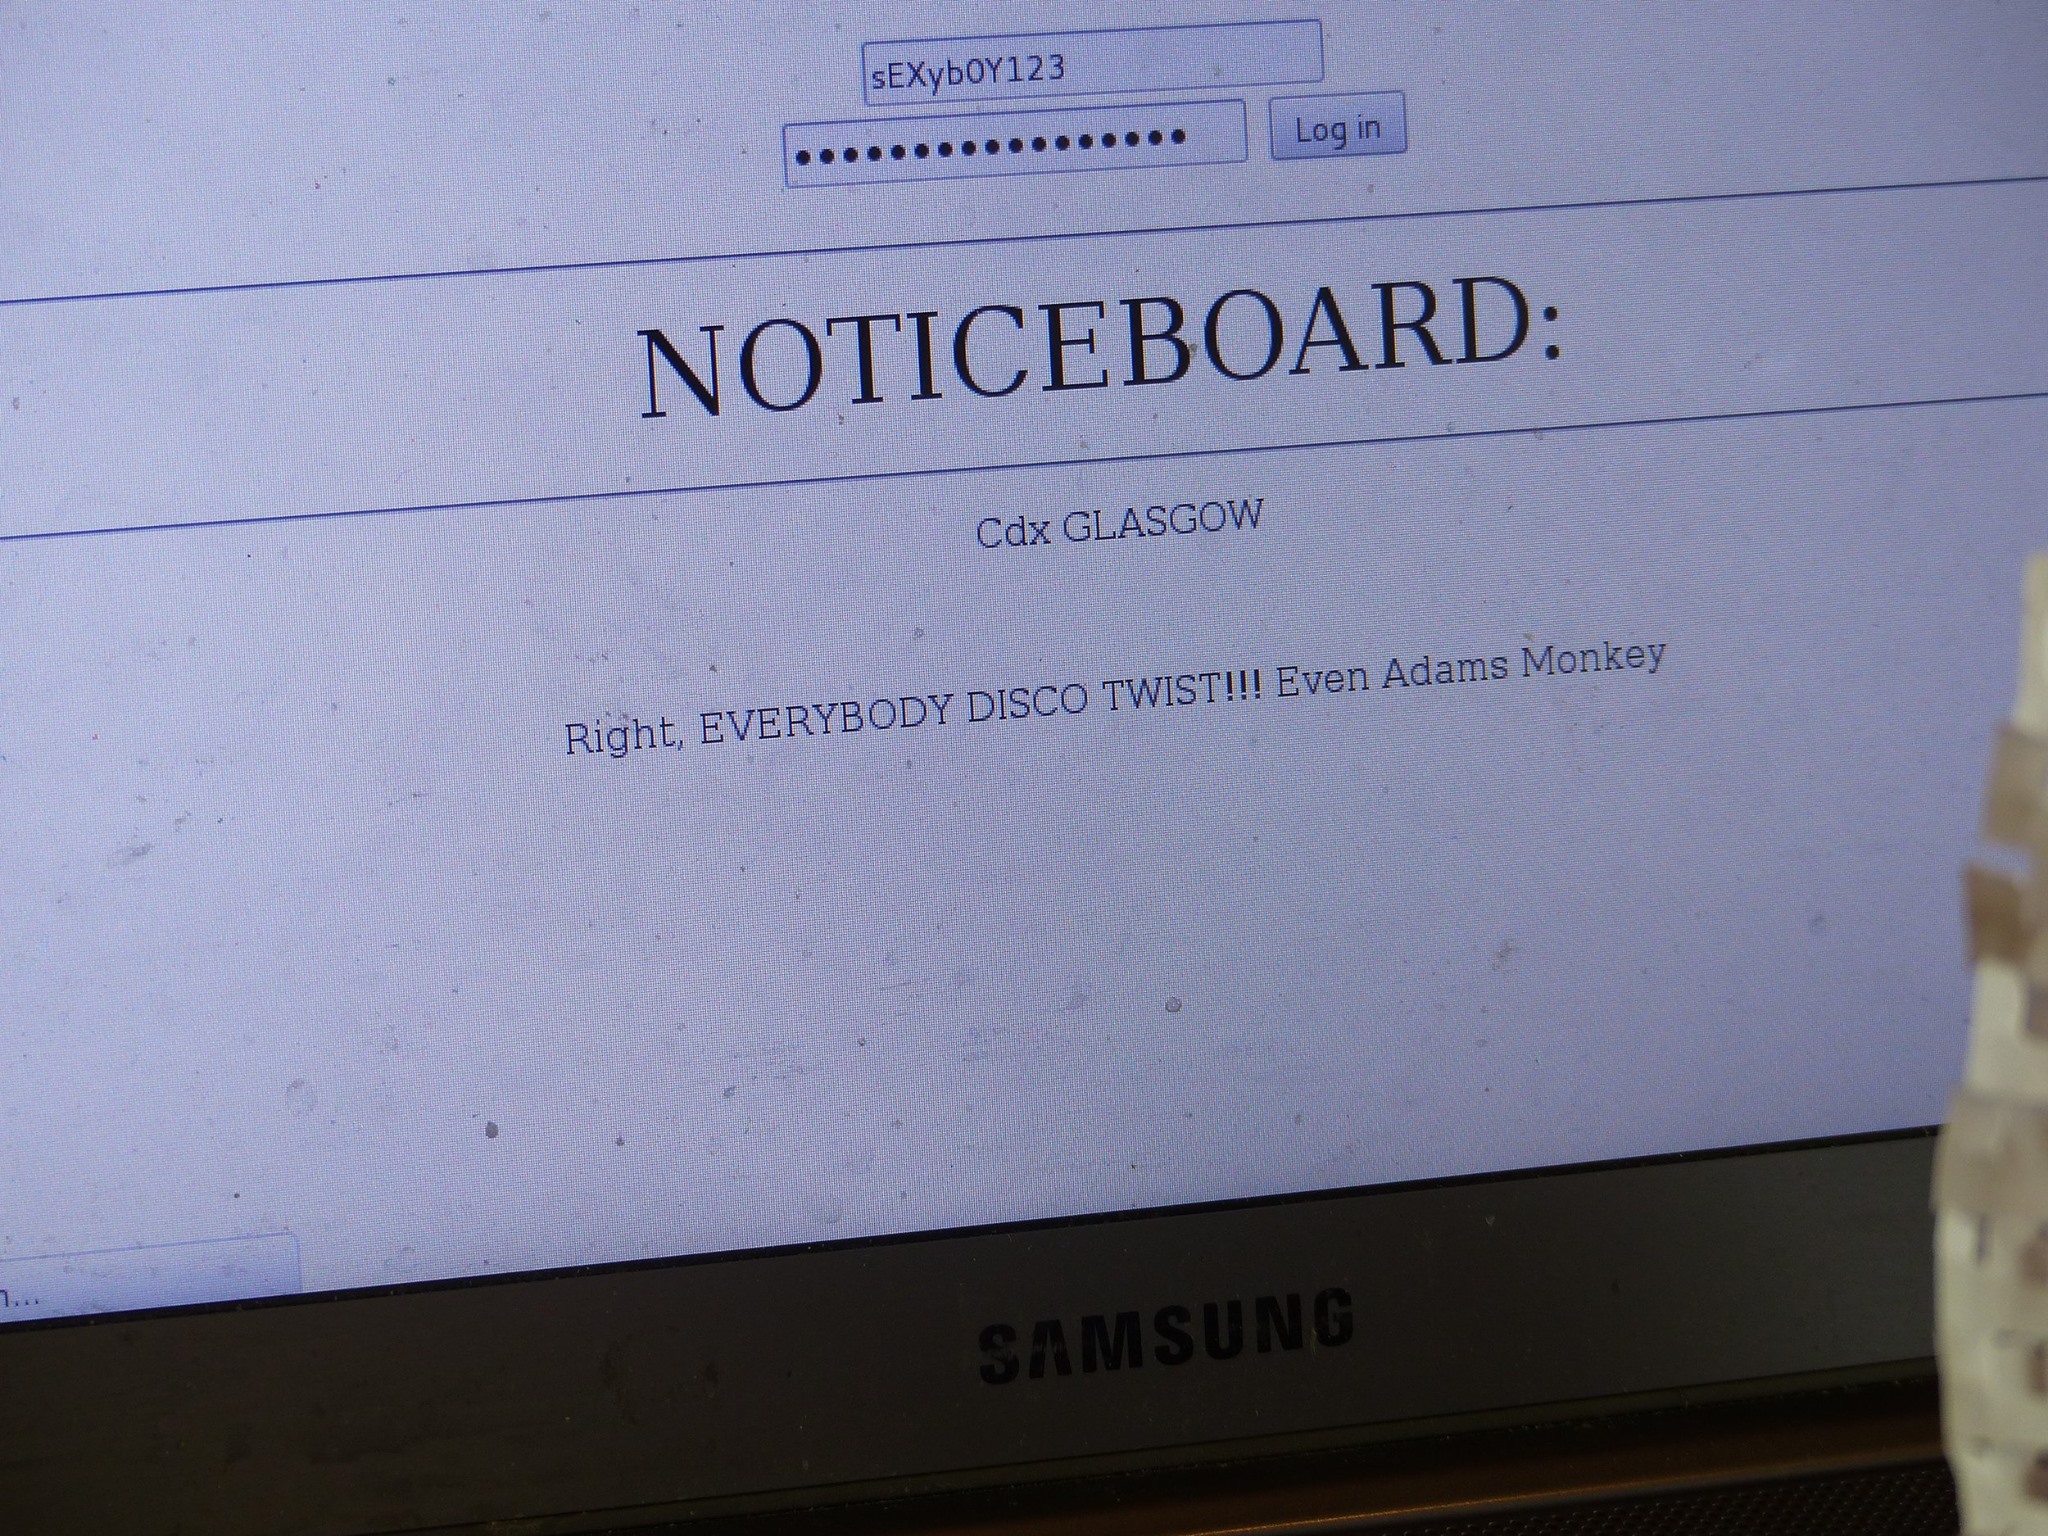 sEXyb0Y123
●●●●●●●●●●●●●●●●●
Log in
NOTICEBOARD:
Cdx GLASGOW
Right, EVERYBODY DISCO TWIST!!! Even Adams Monkey
...
SAMSUNG